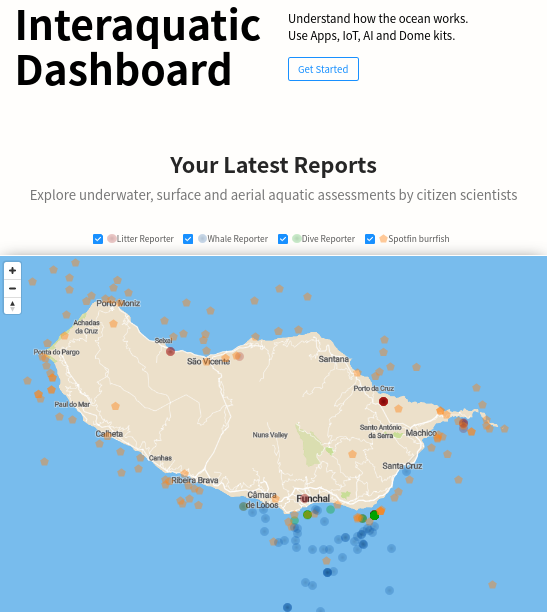 Interaquatic
Dashboard
Understand how the ocean works.
Use Apps, IoT, AI and Dome kits.
Get Started
Your Latest Reports
Explore underwater, surface and aerial aquatic assessments by citizen scientists
Litter Reporter Whale Reporter Dive Reporter Spotfin burrfish
Porto Moniz
Achadas
da Cruz
Seixal
Ponta do Pargo
São Vicente
Santana
Porto da Cruz
Paul do Mar
Calheta
Nuns Valley
Santo António
da Serra
Machico
Canhas
Santa Cruz
Ribeira Brava
Câmara
de Lobos
Funchal